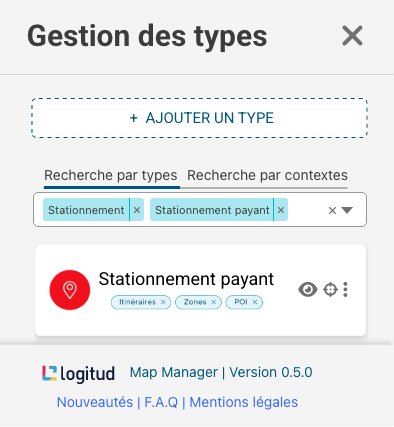 Gestion des types
+ AJOUTER UN TYPE
Recherche par types Recherche par contextes
Stationnement × Stationnement payant × ×
Stationnement payant
Itinéraires × Zones × POI ×
logitud Map Manager | Version 0.5.0
Nouveautés | F.A.Q | Mentions légales